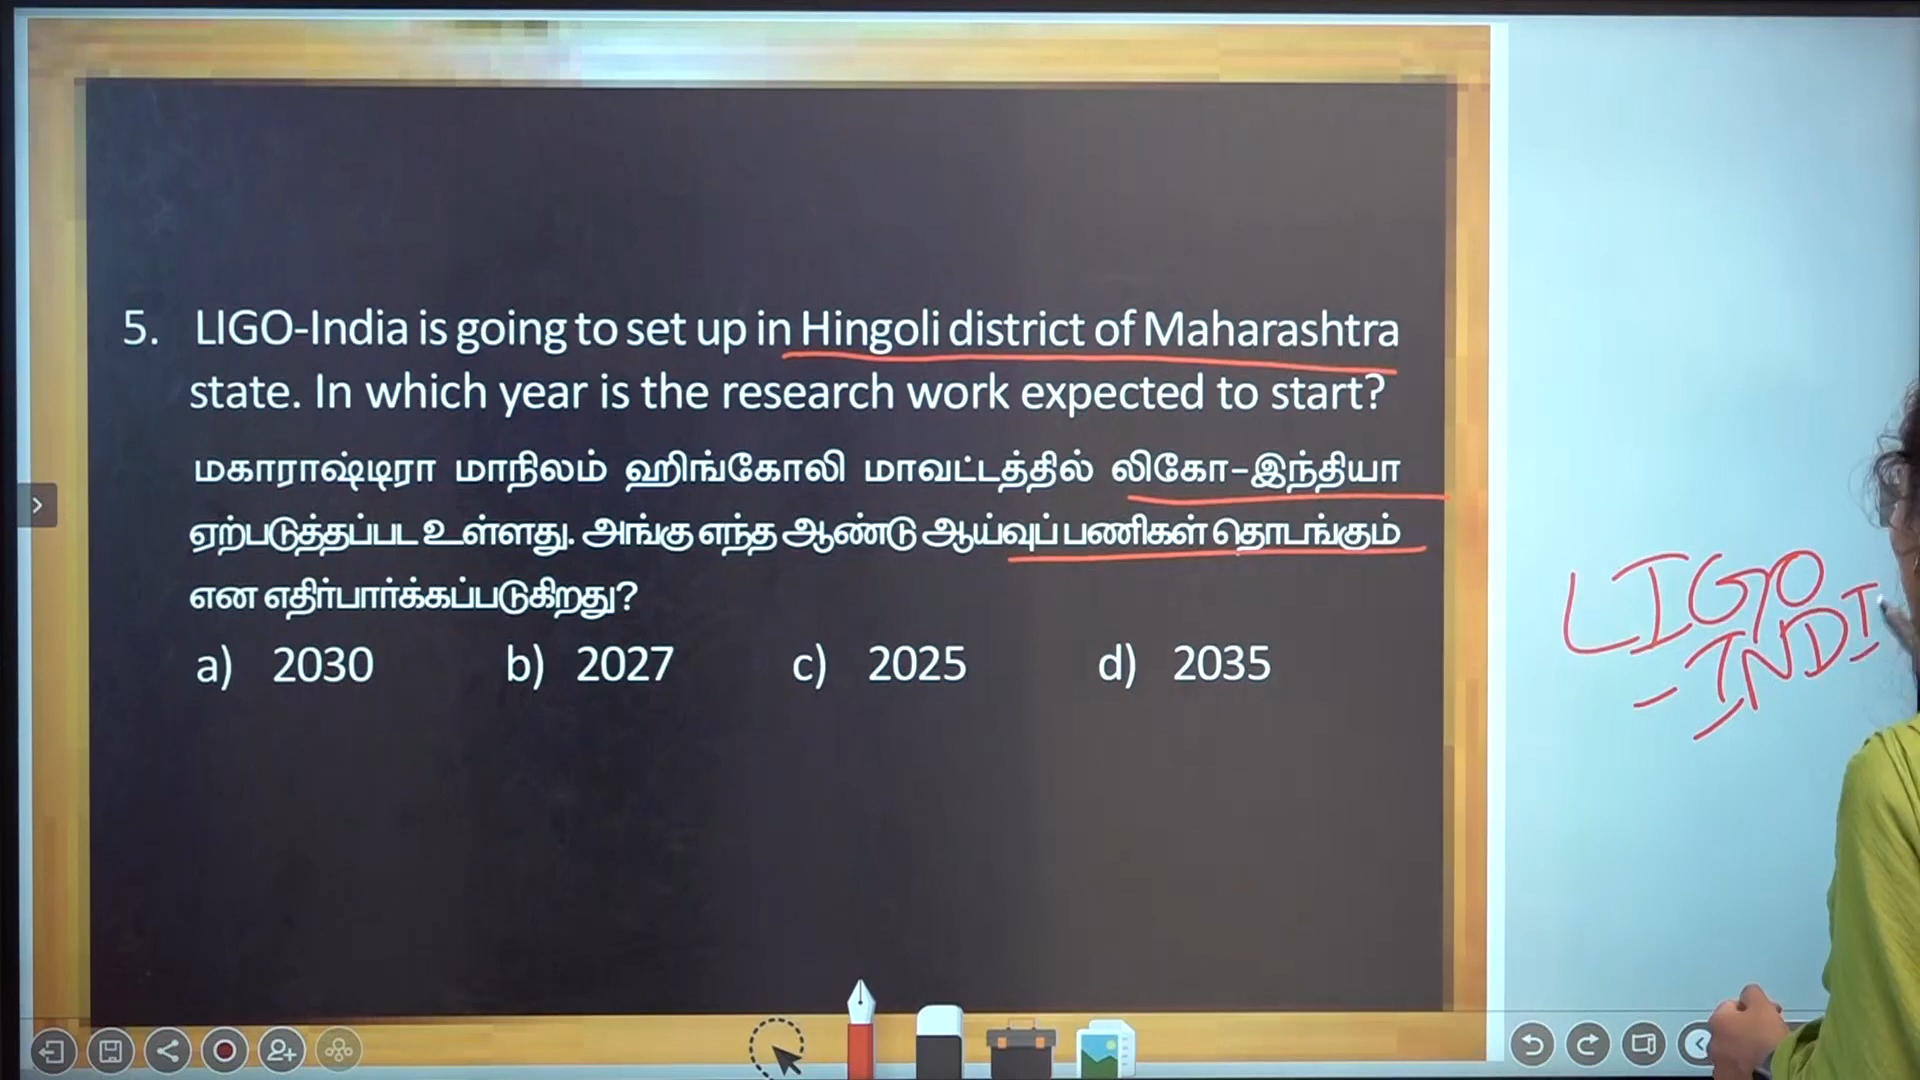 5. LIGO-India is going to set up in Hingoli district of Maharashtra
state. In which year is the research work expected to start?
மகாராஷ்டிரா மாநிலம் ஹிங்கோலி மாவட்டத்தில் லிகோ-இந்தியா
ஏற்படுத்தப்பட உள்ளது. அங்கு எந்த ஆண்டு ஆய்வுப் பணிகள் தொடங்கும்
என எதிர்பார்க்கப்படுகிறது?
a) 2030 b) 2027 c) 2025 d) 2035
LIGO
-INDI